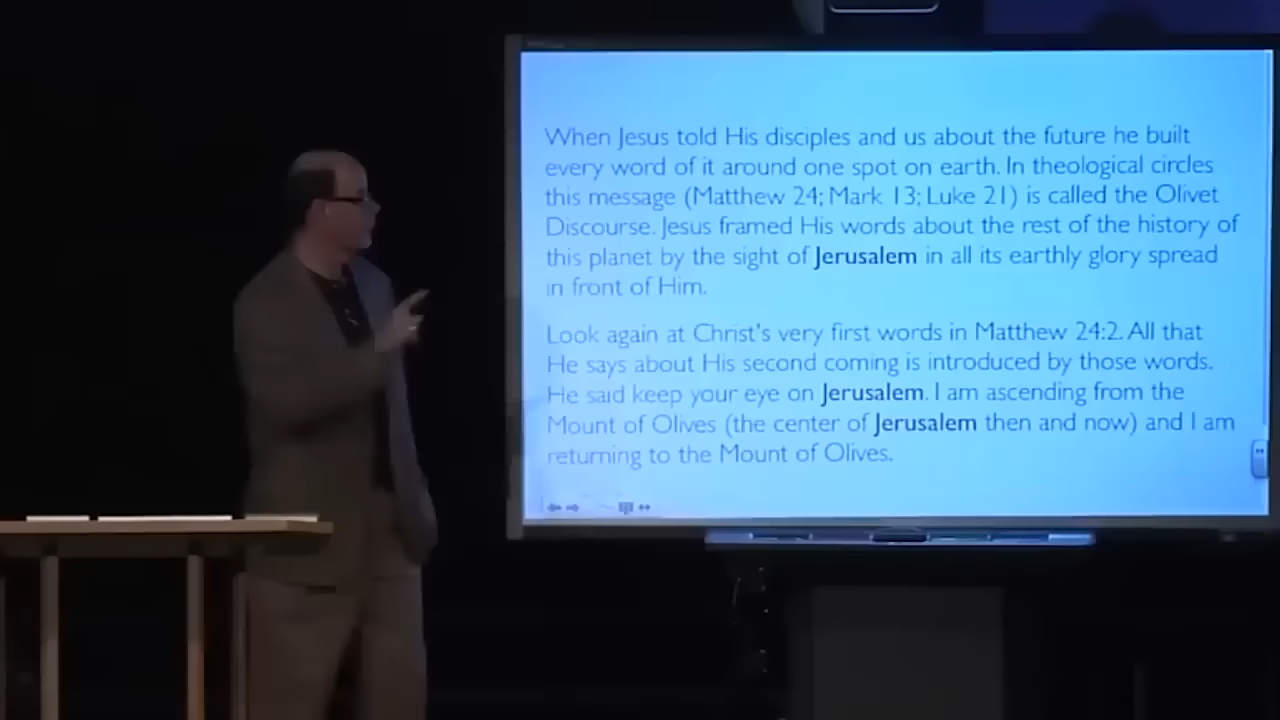 When Jesus told His disciples and us about the future he built
every word of it around one spot on earth. In theological circles
this message (Matthew 24; Mark 13; Luke 21) is called the Olivet
Discourse. Jesus framed His words about the rest of the history of
this planet by the sight of Jerusalem in all its earthly glory spread
in front of Him.
Look again at Christ's very first words in Matthew 24:2. All that
He says about His second coming is introduced by those words.
He said keep your eye on Jerusalem. I am ascending from the
Mount of Olives (the center of Jerusalem then and now) and I am
returning to the Mount of Olives.